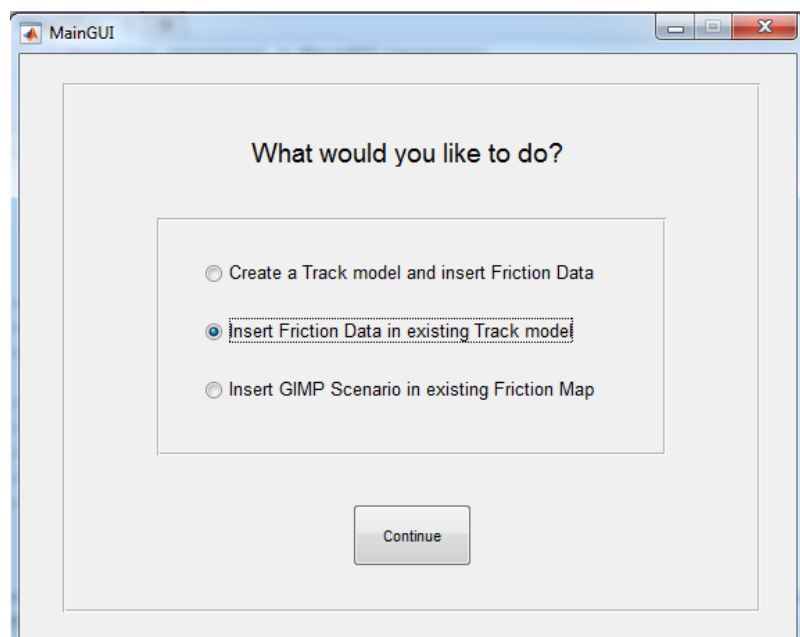 MainGUI
What would you like to do?
Create a Track model and insert Friction Data
Insert Friction Data in existing Track model
Insert GIMP Scenario in existing Friction Map
Continue